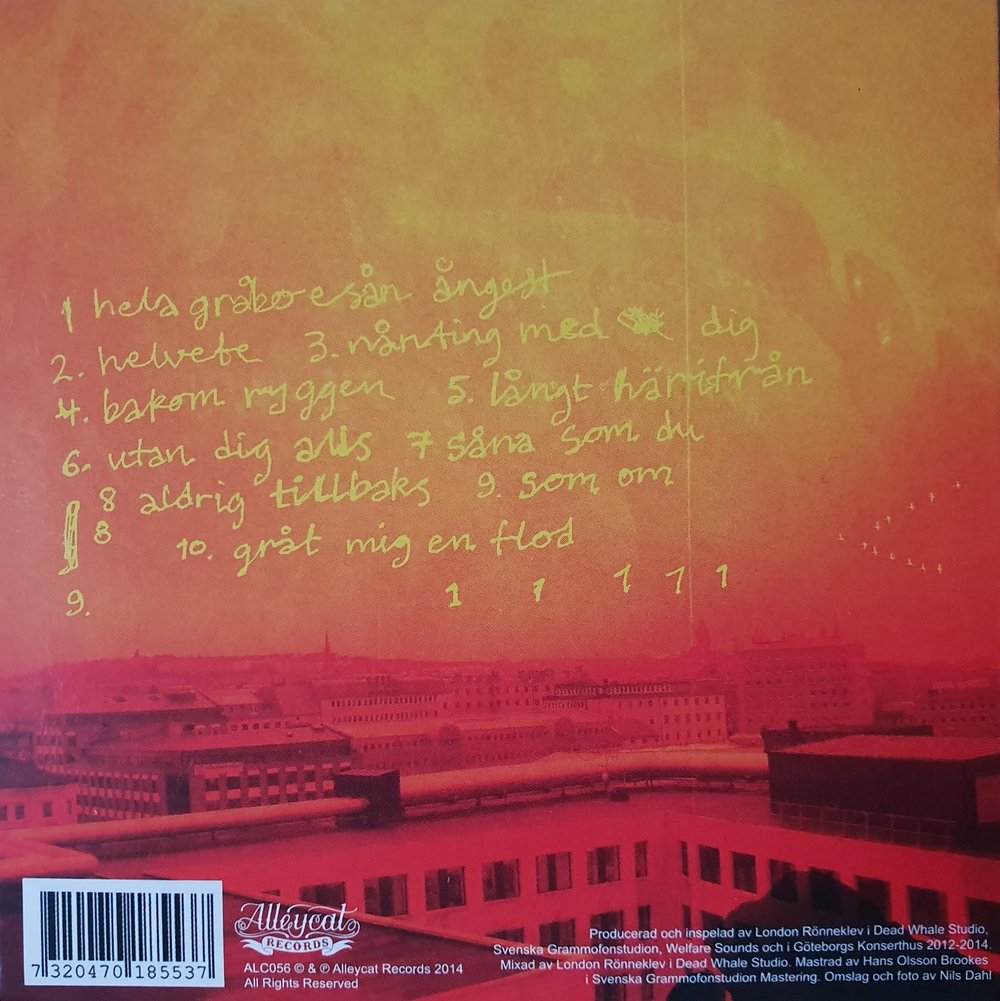 1 hela gråbo e sån ångest
2. helvete 3. nånting med dig
4. bakom ryggen 5. långt härifrån
6. utan dig alls 7 såna som du
8 aldrig tillbaks 9. som om
8 10. gråt mig en flod
9. 1 1 1 1 1
Alleycat
RECORDS
7 320470 185537
ALC056 © & ℗ Alleycat Records 2014
All Rights Reserved
Producerad och inspelad av London Rönneklev i Dead Whale Studio,
Svenska Grammofonstudion, Welfare Sounds och i Göteborgs Konserthus 2012-2014.
Mixad av London Rönneklev i Dead Whale Studio. Mastrad av Hans Olsson Brookes
i Svenska Grammofonstudion Mastering. Omslag och foto av Nils Dahl